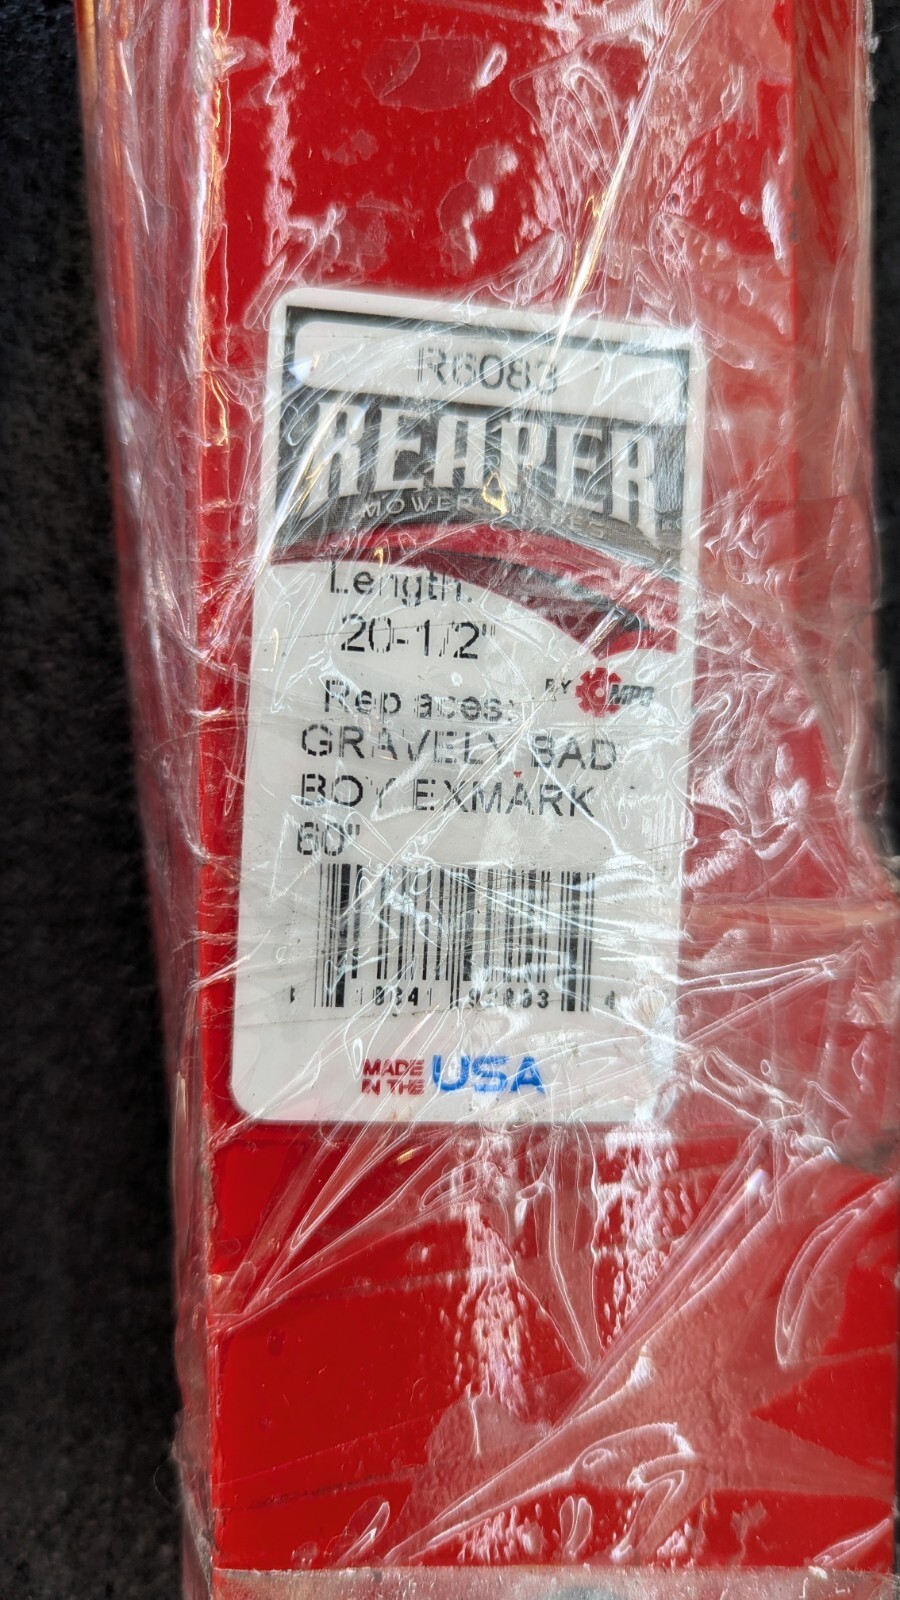 R6083
REAPER
MOWER BLADES
Length:
20-1/2"
BY MPG
Replaces:
GRAVELY BAD
BOY EXMARK
60"
4
MADE
IN THE USA